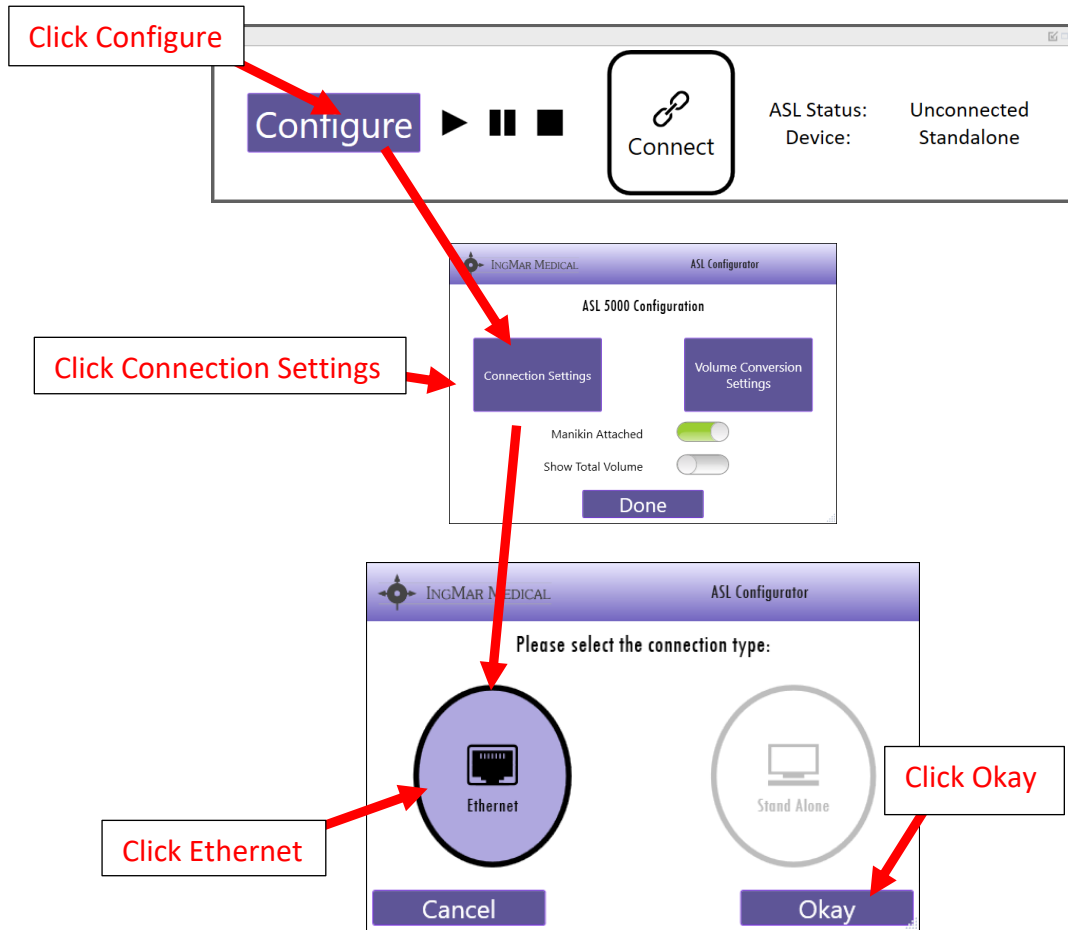 Click Configure
Configure
Connect
ASL Status: Unconnected
Device: Standalone
INGMAR MEDICAL ASL Configurator
ASL 5000 Configuration
Click Connection Settings
Connection Settings
Volume Conversion
Settings
Manikin Attached
Show Total Volume
Done
INGMAR MEDICAL ASL Configurator
Please select the connection type:
Ethernet
Stand Alone
Click Okay
Click Ethernet
Cancel
Okay